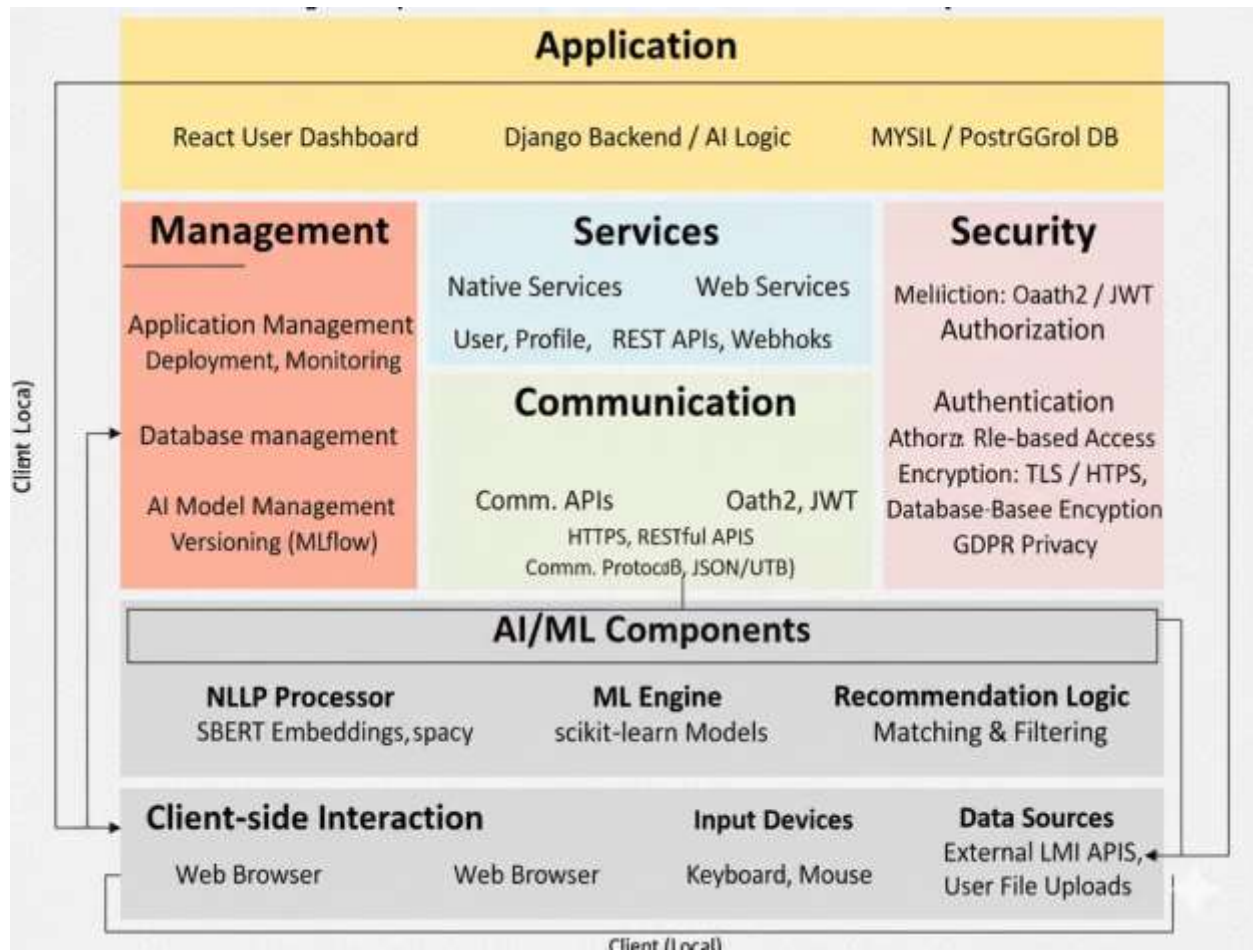 Application
React User Dashboard
Django Backend / AI Logic
MYSIL / PostrGGrol DB
Management
Application Management
Deployment, Monitoring
Database management
AI Model Management
Versioning (MLflow)
Services
Native Services
Web Services
User, Profile,
REST APIs, Webhoks
Communication
Comm. APIs
Oath2, JWT
HTTPS, RESTful APIS
Comm. ProtocolB, JSON/UTB)
Security
Meliiction: Oaath2 / JWT
Authorization
Authentication
Athorz. Rle-based Access
Encryption: TLS / HTPS,
Database-Basee Encyption
GDPR Privacy
AI/ML Components
NLLP Processor
SBERT Embeddings, spacy
ML Engine
scikit-learn Models
Recommendation Logic
Matching & Filtering
Client-side Interaction
Web Browser
Web Browser
Input Devices
Keyboard, Mouse
Data Sources
External LMI APIS,
User File Uploads
Client Local)
Client (Local)